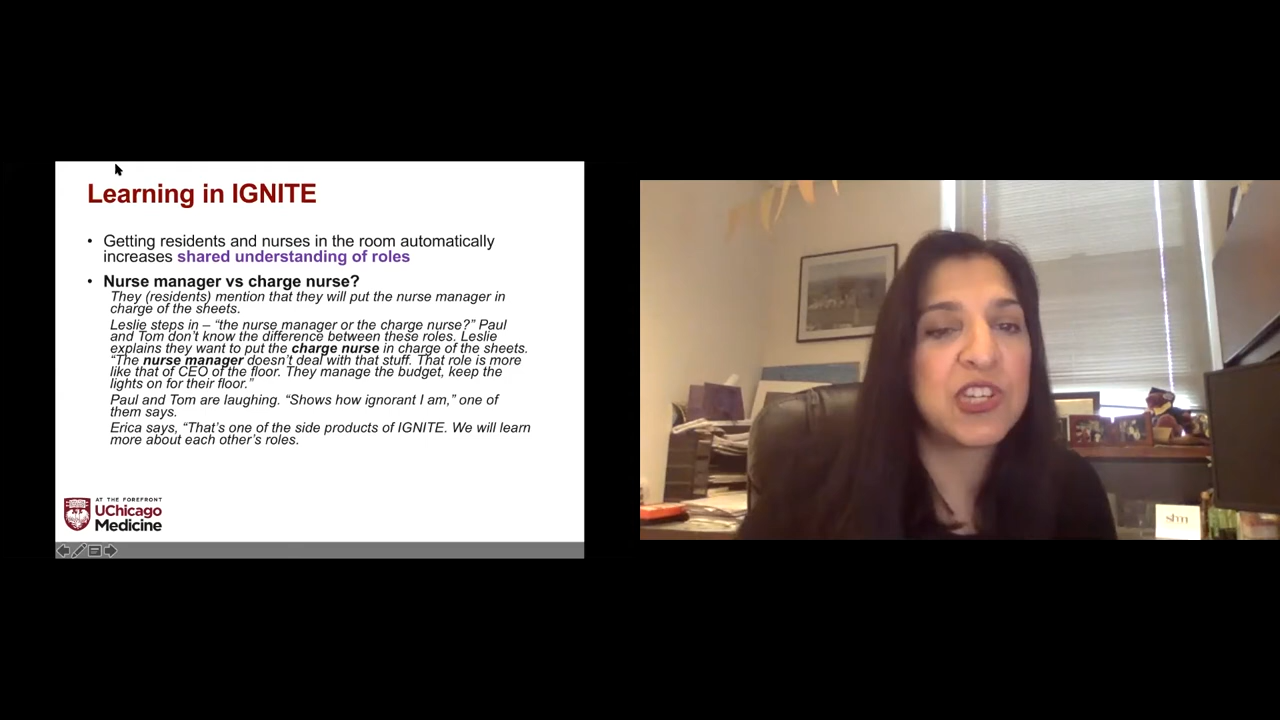 Learning in IGNITE
• Getting residents and nurses in the room automatically
increases shared understanding of roles
• Nurse manager vs charge nurse?
They (residents) mention that they will put the nurse manager in
charge of the sheets.
Leslie steps in – “the nurse manager or the charge nurse?” Paul
and Tom don’t know the difference between these roles. Leslie
explains they want to put the charge nurse in charge of the sheets.
“The nurse manager doesn’t deal with that stuff. That role is more
like that of CEO of the floor. They manage the budget, keep the
lights on for their floor.”
Paul and Tom are laughing. “Shows how ignorant I am,” one of
them says.
Erica says, “That’s one of the side products of IGNITE. We will learn
more about each other’s roles.
AT THE FOREFRONT
UChicago
Medicine
shm